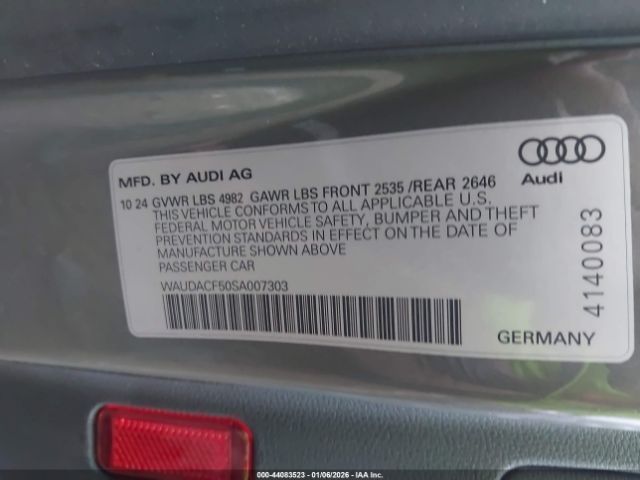 MFD. BY AUDI AG
10 24 GVWR LBS 4982 GAWR LBS FRONT 2535 /REAR 2646
THIS VEHICLE CONFORMS TO ALL APPLICABLE U.S.
FEDERAL MOTOR VEHICLE SAFETY, BUMPER AND THEFT
PREVENTION STANDARDS IN EFFECT ON THE DATE OF
MANUFACTURE SHOWN ABOVE
PASSENGER CAR
WAUDACF50SA007303
Audi
4140083
GERMANY
000-44083523 - 01/06/2026 - IAA Inc.